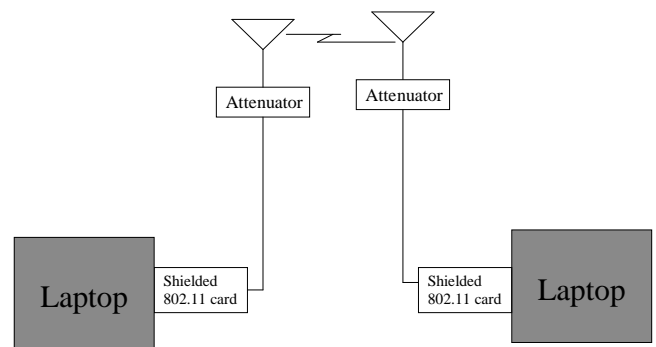 Attenuator
Attenuator
Laptop
Shielded
802.11 card
Shielded
802.11 card
Laptop